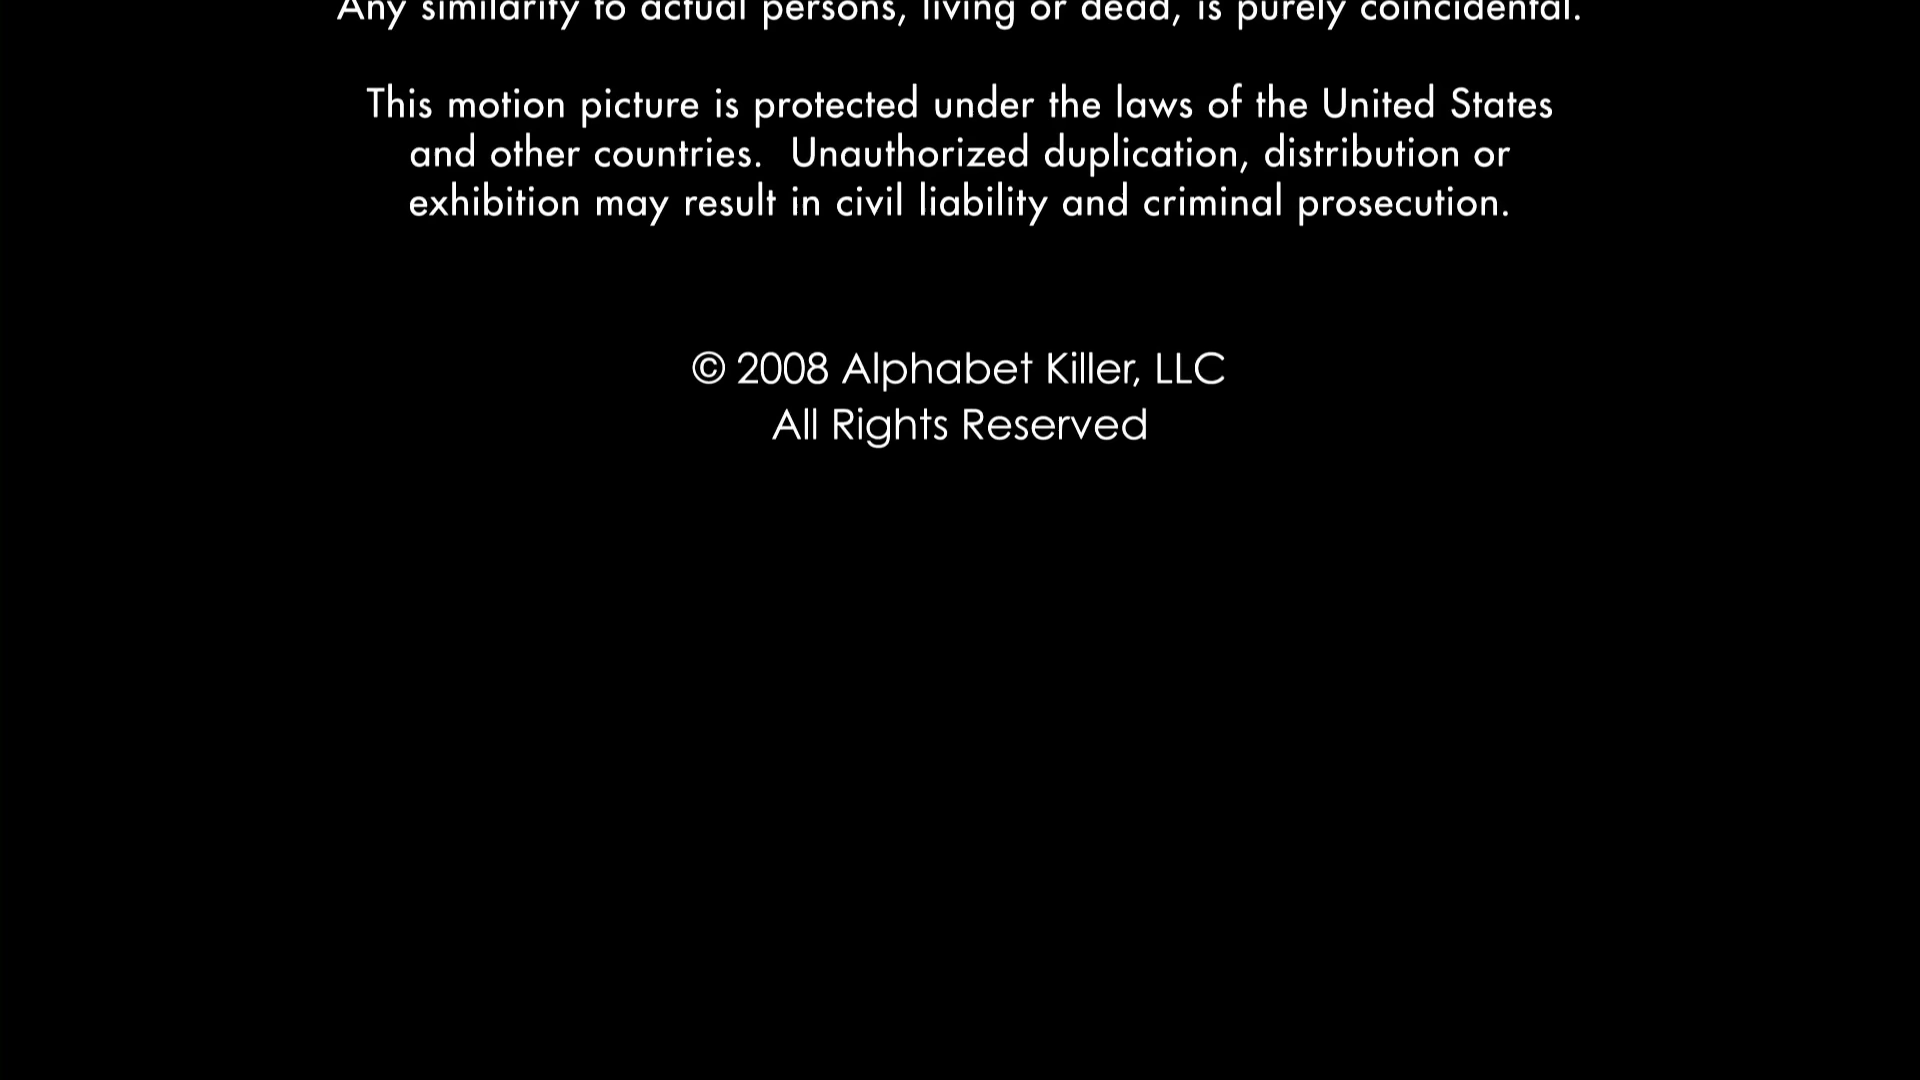 Any similarity to actual persons, living or dead, is purely coincidental.
This motion picture is protected under the laws of the United States
and other countries.  Unauthorized duplication, distribution or
exhibition may result in civil liability and criminal prosecution.
© 2008 Alphabet Killer, LLC
All Rights Reserved